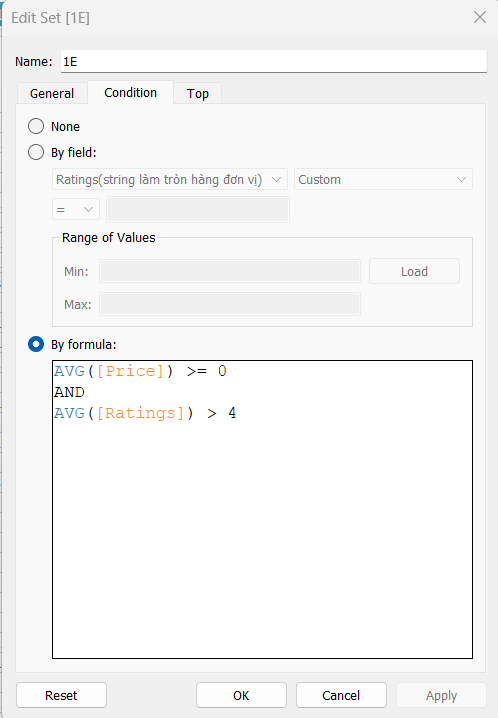 Edit Set [1E]
Name: 1E
General Condition Top
None
By field:
Ratings(string làm tròn hàng đơn vị) Custom
=
Range of Values
Min: Load
Max:
By formula:
AVG([Price]) >= 0
AND
AVG([Ratings]) > 4
Reset OK Cancel Apply